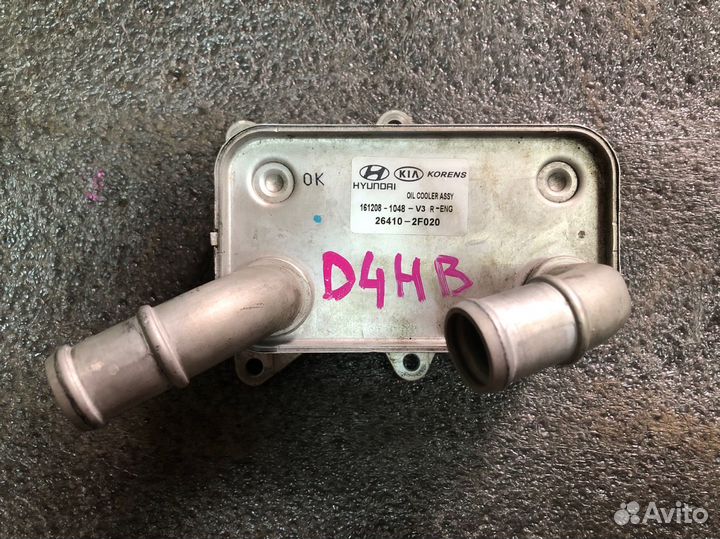 OK
HYUNDAI KIA KORENS
OIL COOLER ASSY
161208-1048-V3 R-ENG
26410-2F020
D4HB
Avito